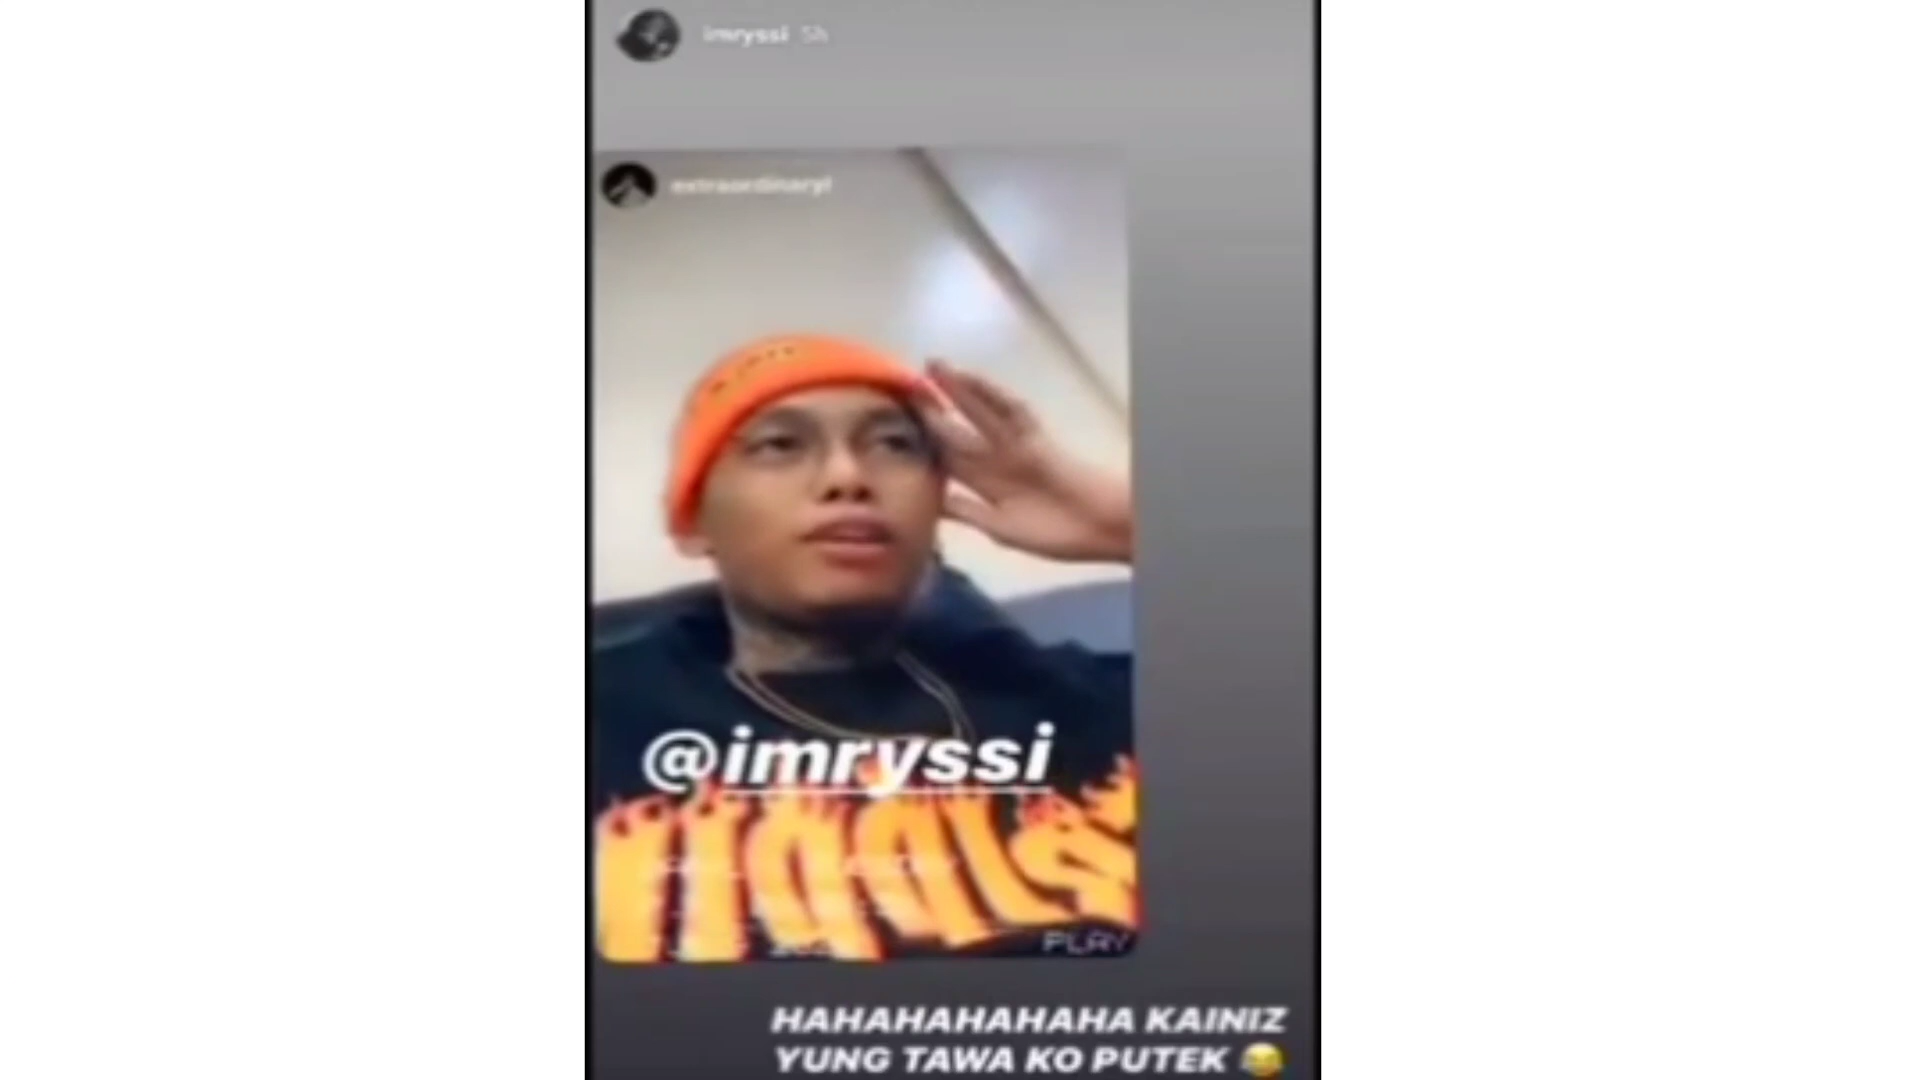 imryssi 5h
extraordinaryl
@imryssi
PLAY
HAHAHAHAHAHA KAINIZ
YUNG TAWA KO PUTEK 😂